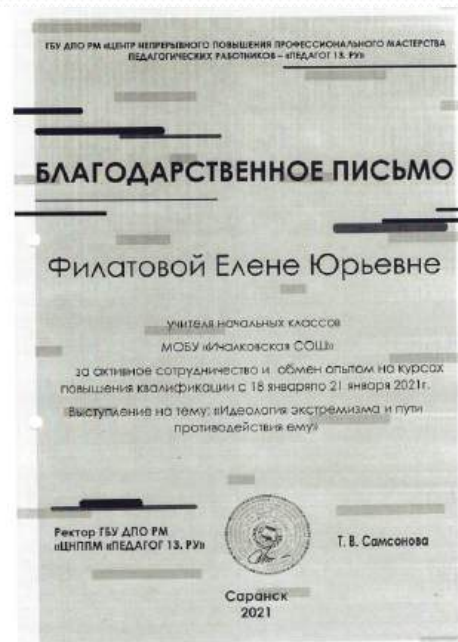 ГБУ ДПО РМ «ЦЕНТР НЕПРЕРЫВНОГО ПОВЫШЕНИЯ ПРОФЕССИОНАЛЬНОГО МАСТЕРСТВА
ПЕДАГОГИЧЕСКИХ РАБОТНИКОВ – «ПЕДАГОГ 13. РУ»
БЛАГОДАРСТВЕННОЕ ПИСЬМО
Филатовой Елене Юрьевне
учителя начальных классов
МОБУ «Ичалковская СОШ»
за активное сотрудничество и обмен опытом на курсах
повышения квалификации с 18 январяпо 21 января 2021г.
Выступление на тему: «Идеология экстремизма и пути
противодействия ему»
Ректор ГБУ ДПО РМ
«ЦНППМ «ПЕДАГОГ 13. РУ»
Т. В. Самсонова
Саранск
2021